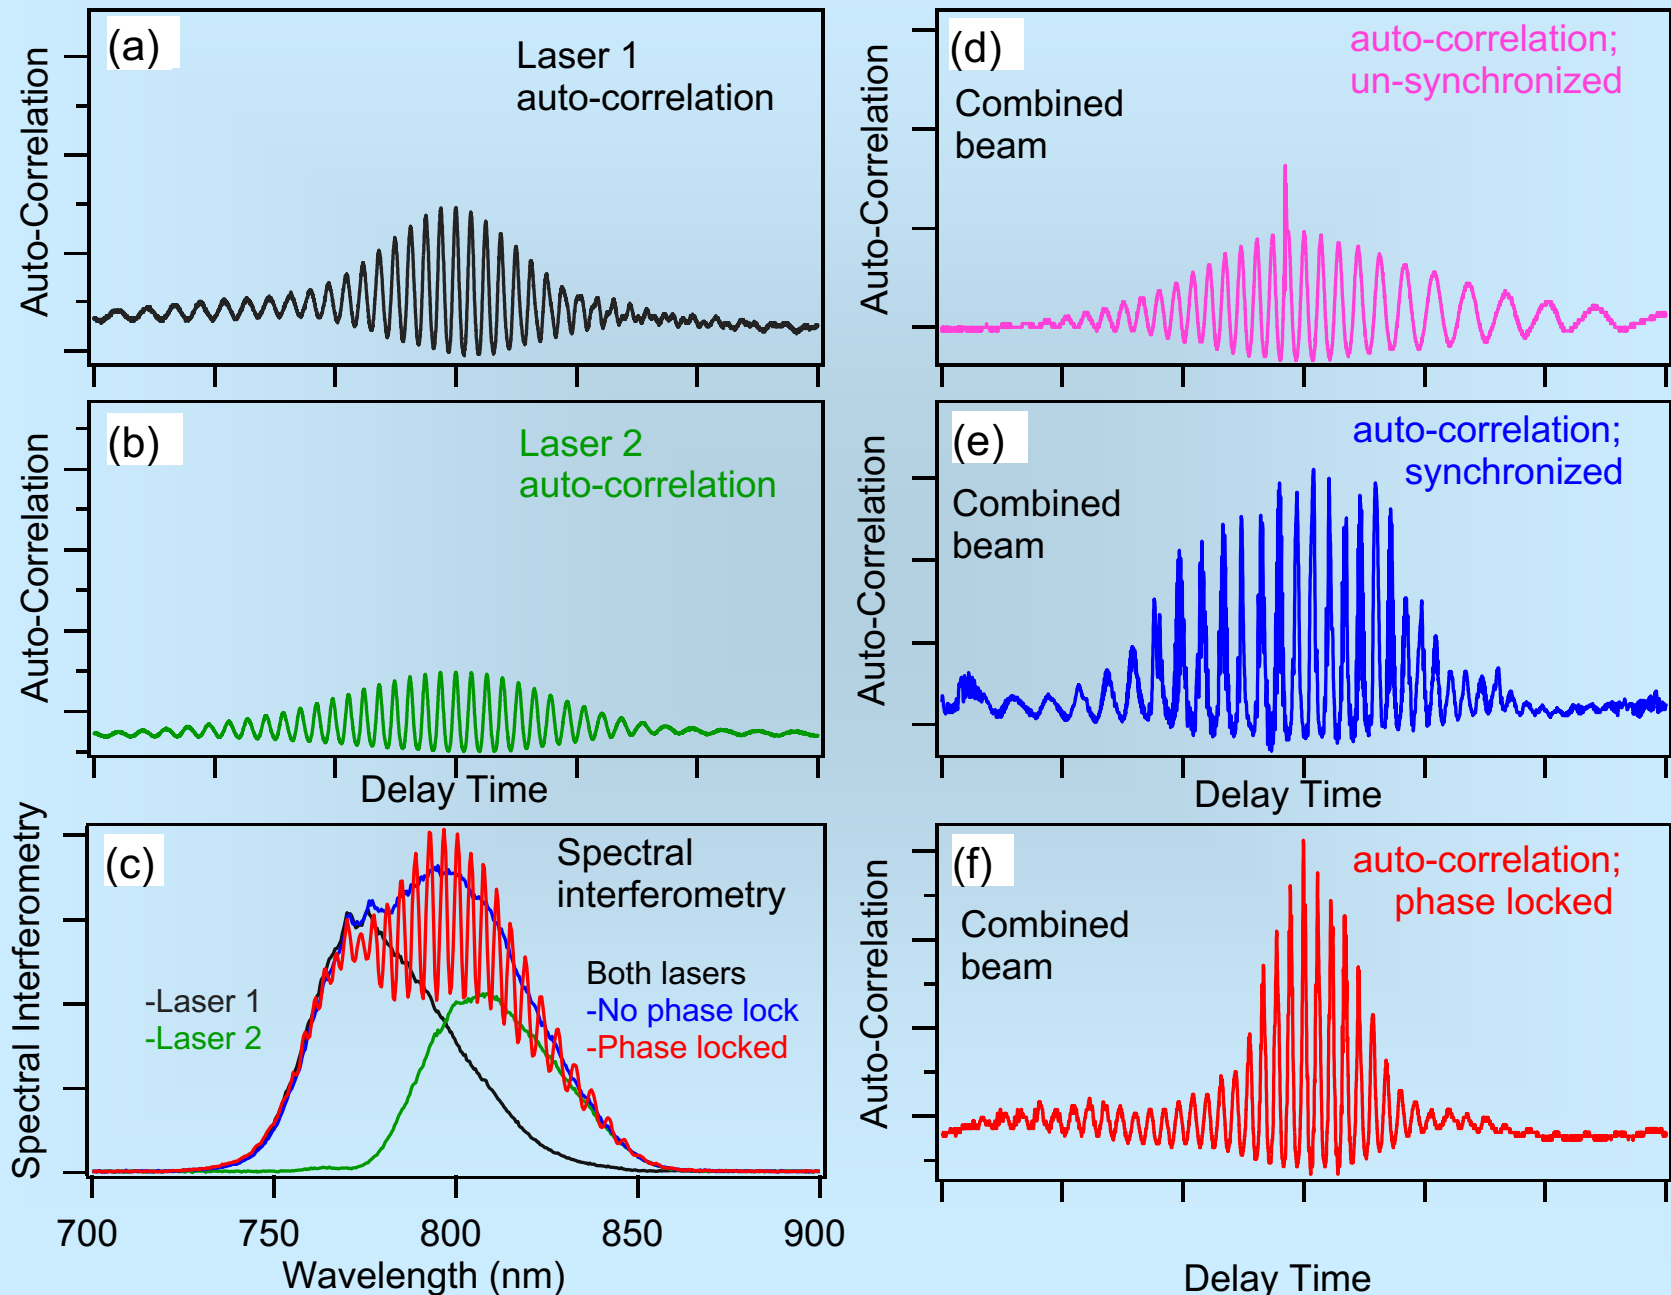 (a)
Laser 1
auto-correlation
Auto-Correlation
(b)
Laser 2
auto-correlation
Auto-Correlation
Delay Time
(c)
Spectral
interferometry
Both lasers
-No phase lock
-Phase locked
-Laser 1
-Laser 2
Spectral Interferometry
700
750
800
850
900
Wavelength (nm)
(d)
auto-correlation;
un-synchronized
Combined
beam
Auto-Correlation
(e)
auto-correlation;
synchronized
Combined
beam
Auto-Correlation
Delay Time
(f)
auto-correlation;
phase locked
Combined
beam
Auto-Correlation
Delay Time